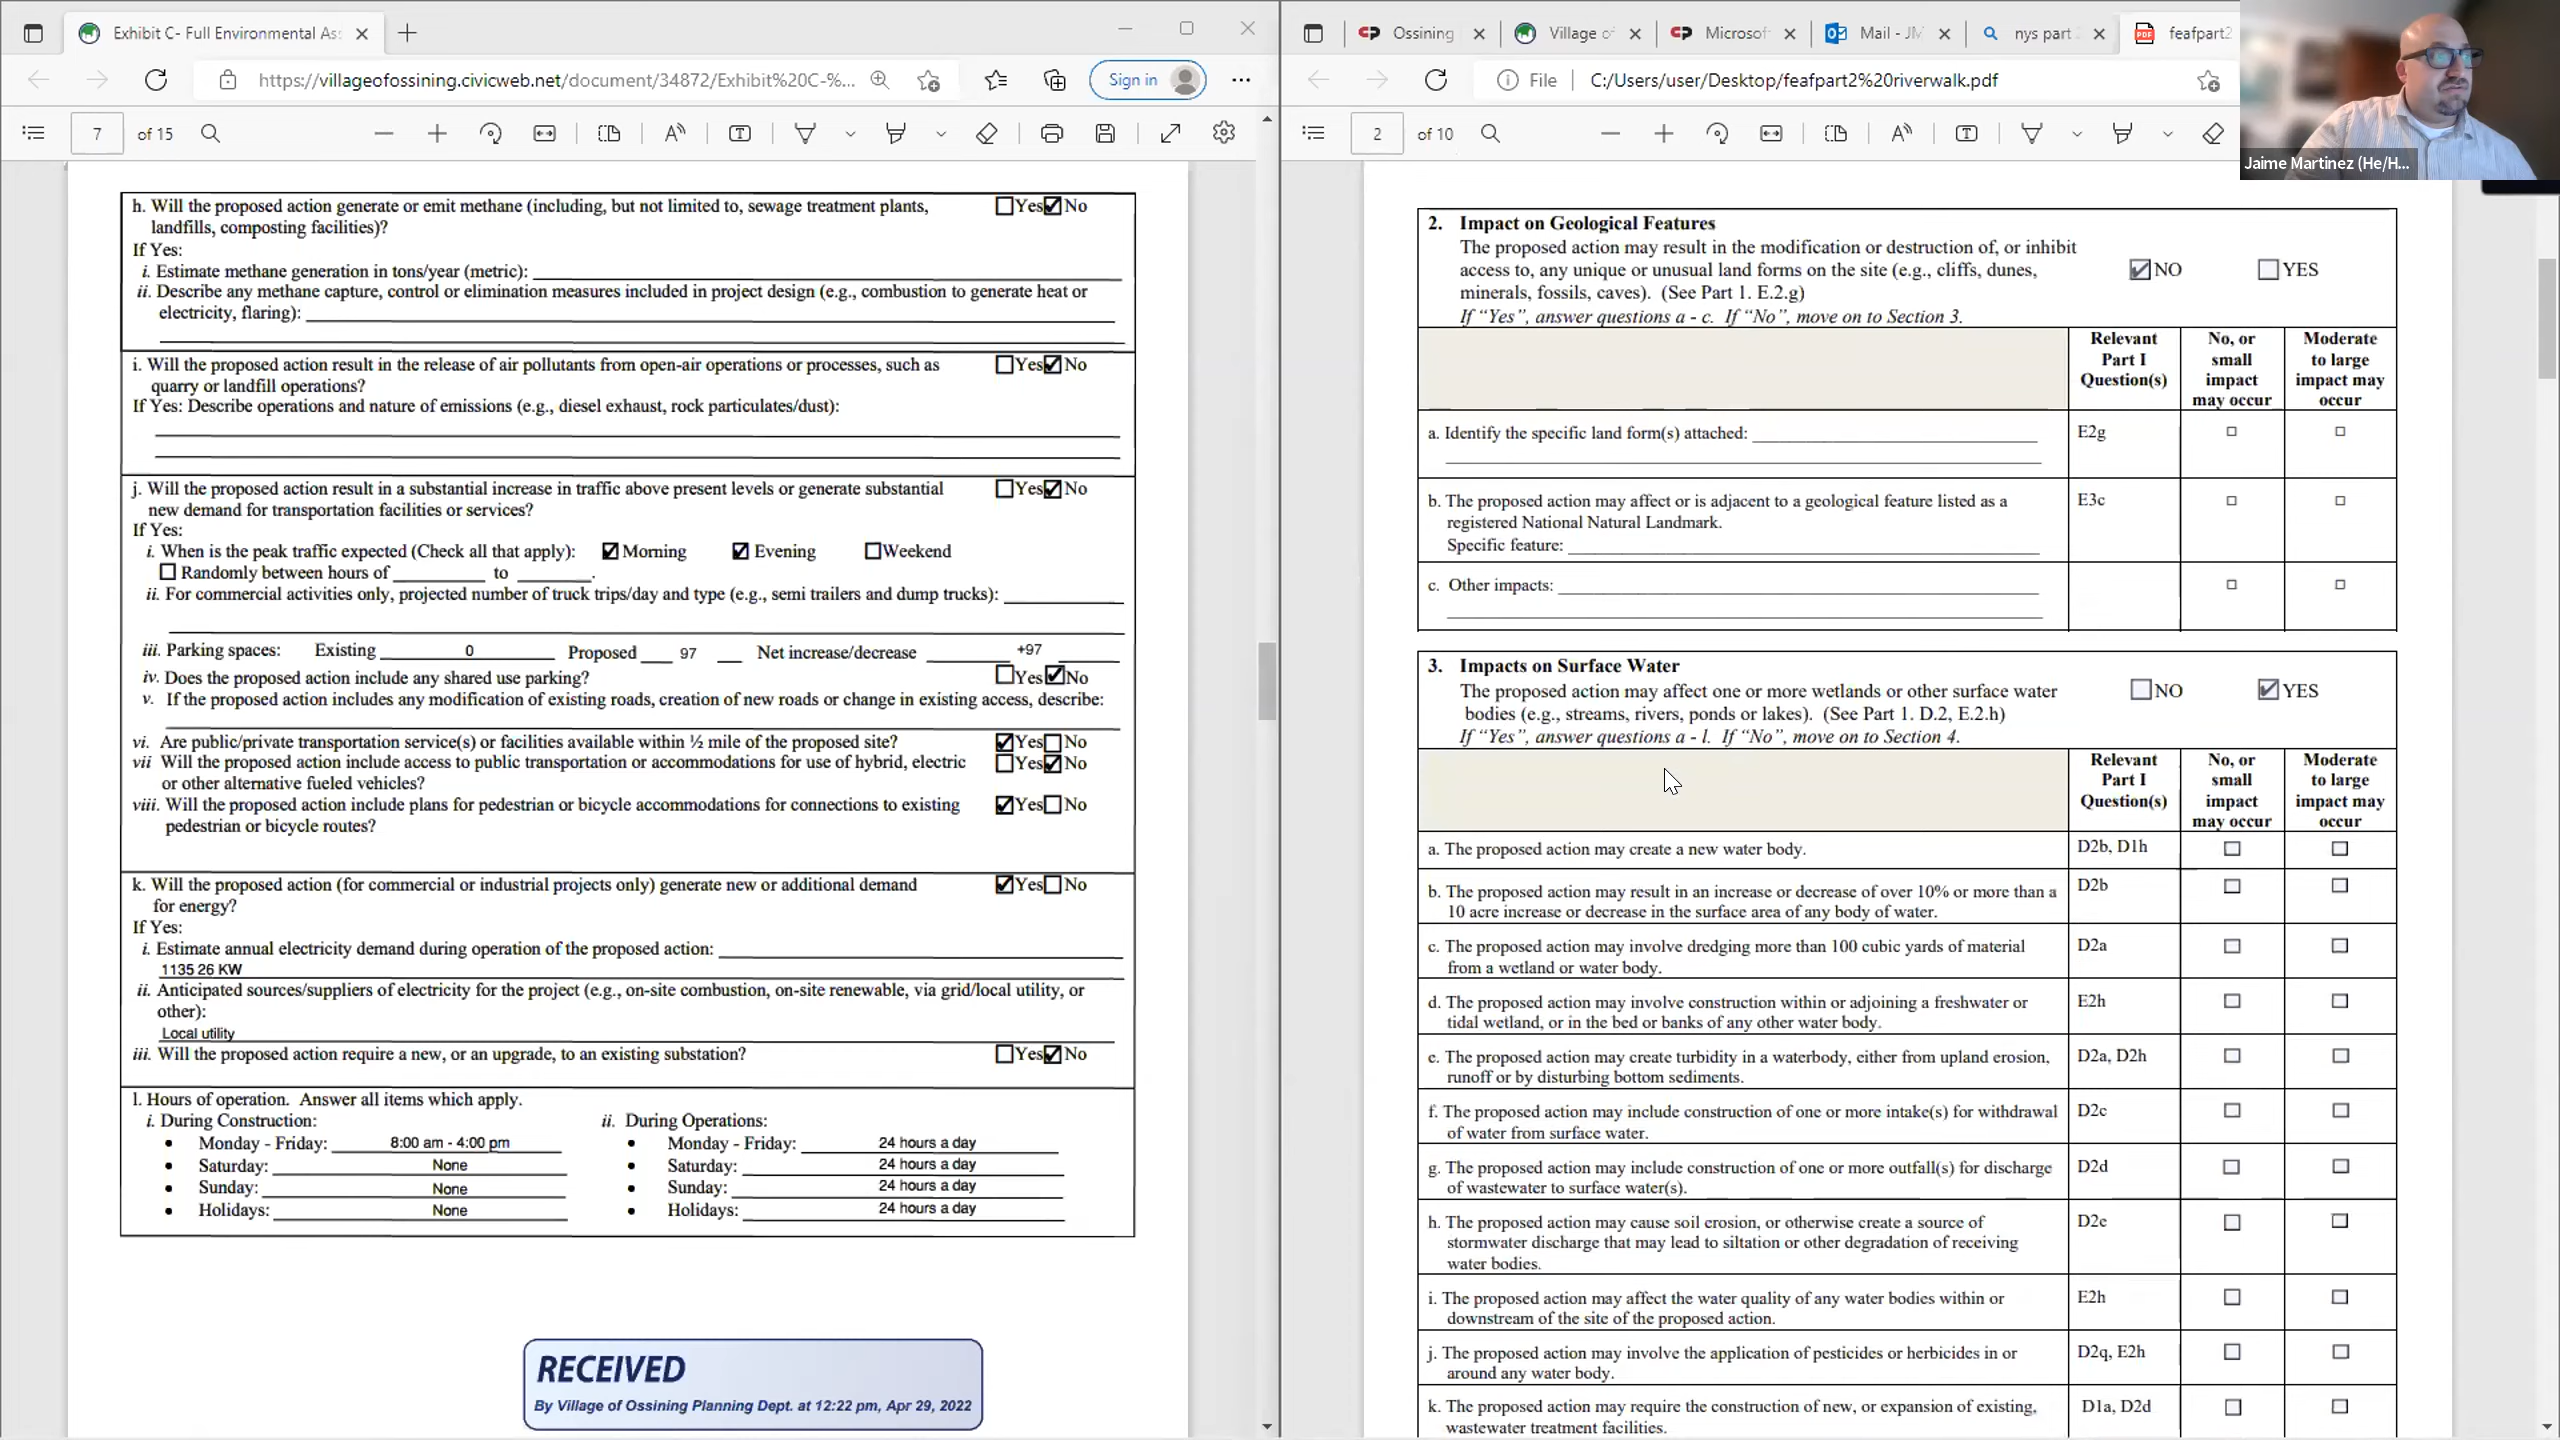 Exhibit C- Full Environmental As
https://villageofossining.civicweb.net/document/34872/Exhibit%20C-%...
Sign in
7 of 15
h. Will the proposed action generate or emit methane (including, but not limited to, sewage treatment plants, Yes No
landfills, composting facilities)?
If Yes:
i. Estimate methane generation in tons/year (metric):
ii. Describe any methane capture, control or elimination measures included in project design (e.g., combustion to generate heat or
electricity, flaring):
i. Will the proposed action result in the release of air pollutants from open-air operations or processes, such as Yes No
quarry or landfill operations?
If Yes: Describe operations and nature of emissions (e.g., diesel exhaust, rock particulates/dust):
j. Will the proposed action result in a substantial increase in traffic above present levels or generate substantial Yes No
new demand for transportation facilities or services?
If Yes:
i. When is the peak traffic expected (Check all that apply): Morning Evening Weekend
Randomly between hours of to .
ii. For commercial activities only, projected number of truck trips/day and type (e.g., semi trailers and dump trucks):
iii. Parking spaces: Existing 0 Proposed 97 Net increase/decrease +97
iv. Does the proposed action include any shared use parking? Yes No
v. If the proposed action includes any modification of existing roads, creation of new roads or change in existing access, describe:
vi. Are public/private transportation service(s) or facilities available within ½ mile of the proposed site? Yes No
vii Will the proposed action include access to public transportation or accommodations for use of hybrid, electric Yes No
or other alternative fueled vehicles?
viii. Will the proposed action include plans for pedestrian or bicycle accommodations for connections to existing Yes No
pedestrian or bicycle routes?
k. Will the proposed action (for commercial or industrial projects only) generate new or additional demand Yes No
for energy?
If Yes:
i. Estimate annual electricity demand during operation of the proposed action:
1135 26 KW
ii. Anticipated sources/suppliers of electricity for the project (e.g., on-site combustion, on-site renewable, via grid/local utility, or
other):
Local utility
iii. Will the proposed action require a new, or an upgrade, to an existing substation? Yes No
l. Hours of operation. Answer all items which apply.
i. During Construction: ii. During Operations:
• Monday - Friday: 8:00 am - 4:00 pm • Monday - Friday: 24 hours a day
• Saturday: None • Saturday: 24 hours a day
• Sunday: None • Sunday: 24 hours a day
• Holidays: None • Holidays: 24 hours a day
RECEIVED
By Village of Ossining Planning Dept. at 12:22 pm, Apr 29, 2022
Ossining Village of Microsof Mail - JM nys part 2 feafpart2
File C:/Users/user/Desktop/feafpart2%20riverwalk.pdf
2 of 10
Jaime Martinez (He/H...
2. Impact on Geological Features
The proposed action may result in the modification or destruction of, or inhibit
access to, any unique or unusual land forms on the site (e.g., cliffs, dunes, NO YES
minerals, fossils, caves). (See Part 1. E.2.g)
If “Yes”, answer questions a - c. If “No”, move on to Section 3.
Relevant Part I Question(s)
No, or small impact may occur
Moderate to large impact may occur
a. Identify the specific land form(s) attached: E2g
b. The proposed action may affect or is adjacent to a geological feature listed as a E3c
registered National Natural Landmark.
Specific feature:
c. Other impacts:
3. Impacts on Surface Water
The proposed action may affect one or more wetlands or other surface water NO YES
bodies (e.g., streams, rivers, ponds or lakes). (See Part 1. D.2, E.2.h)
If “Yes”, answer questions a - l. If “No”, move on to Section 4.
Relevant Part I Question(s)
No, or small impact may occur
Moderate to large impact may occur
a. The proposed action may create a new water body. D2b, D1h
b. The proposed action may result in an increase or decrease of over 10% or more than a D2b
10 acre increase or decrease in the surface area of any body of water.
c. The proposed action may involve dredging more than 100 cubic yards of material D2a
from a wetland or water body.
d. The proposed action may involve construction within or adjoining a freshwater or E2h
tidal wetland, or in the bed or banks of any other water body.
e. The proposed action may create turbidity in a waterbody, either from upland erosion, D2a, D2h
runoff or by disturbing bottom sediments.
f. The proposed action may include construction of one or more intake(s) for withdrawal D2c
of water from surface water.
g. The proposed action may include construction of one or more outfall(s) for discharge D2d
of wastewater to surface water(s).
h. The proposed action may cause soil erosion, or otherwise create a source of D2e
stormwater discharge that may lead to siltation or other degradation of receiving
water bodies.
i. The proposed action may affect the water quality of any water bodies within or E2h
downstream of the site of the proposed action.
j. The proposed action may involve the application of pesticides or herbicides in or D2q, E2h
around any water body.
k. The proposed action may require the construction of new, or expansion of existing, D1a, D2d
wastewater treatment facilities.